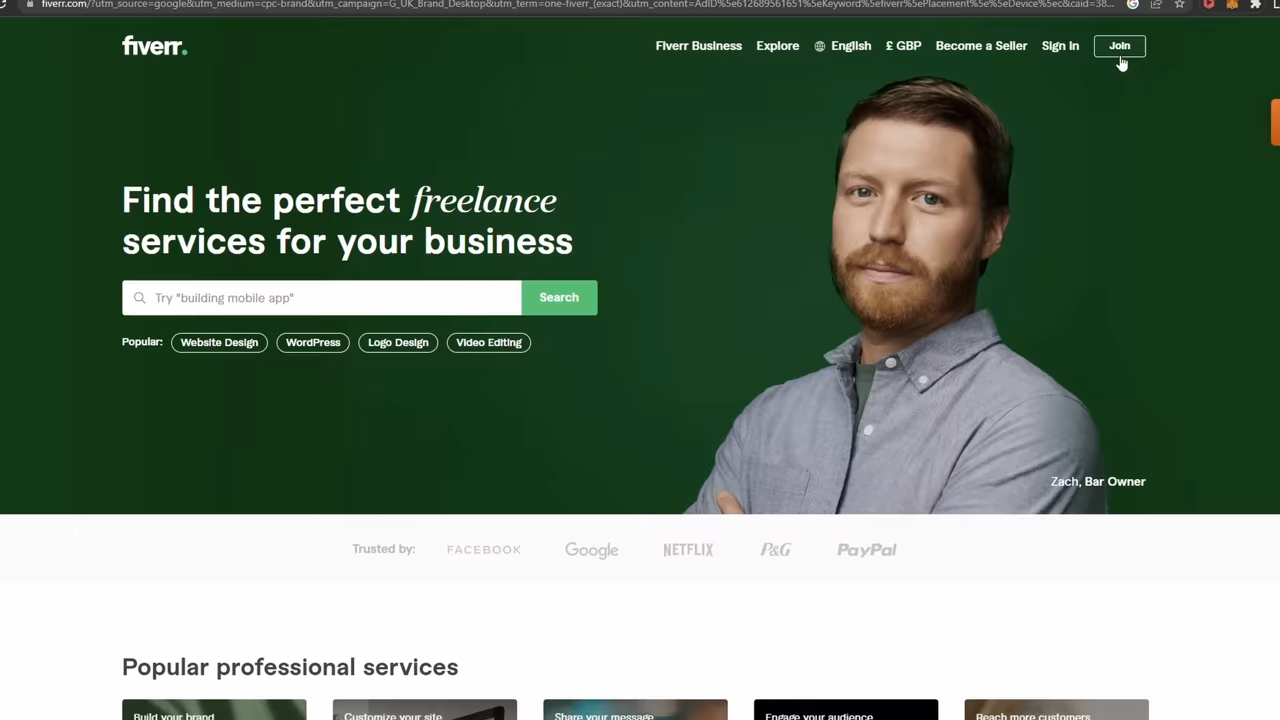 fiverr.com/?utm_source=google&utm_medium=cpc-brand&utm_campaign=G_UK_Brand_Desktop&utm_term=one-fiverr_(exact)&utm_content=AdID%5e612689561651%5eKeyword%5efiverr%5ePlacement%5e%5eDevice%5ec&caid=38...
fiverr.
Fiverr Business Explore English £ GBP Become a Seller Sign In Join
Find the perfect freelance
services for your business
Try "building mobile app" Search
Popular: Website Design WordPress Logo Design Video Editing
Zach, Bar Owner
Trusted by: FACEBOOK Google NETFLIX P&G PayPal
Popular professional services
Build your brand Customize your site Share your message Engage your audience Reach more customers